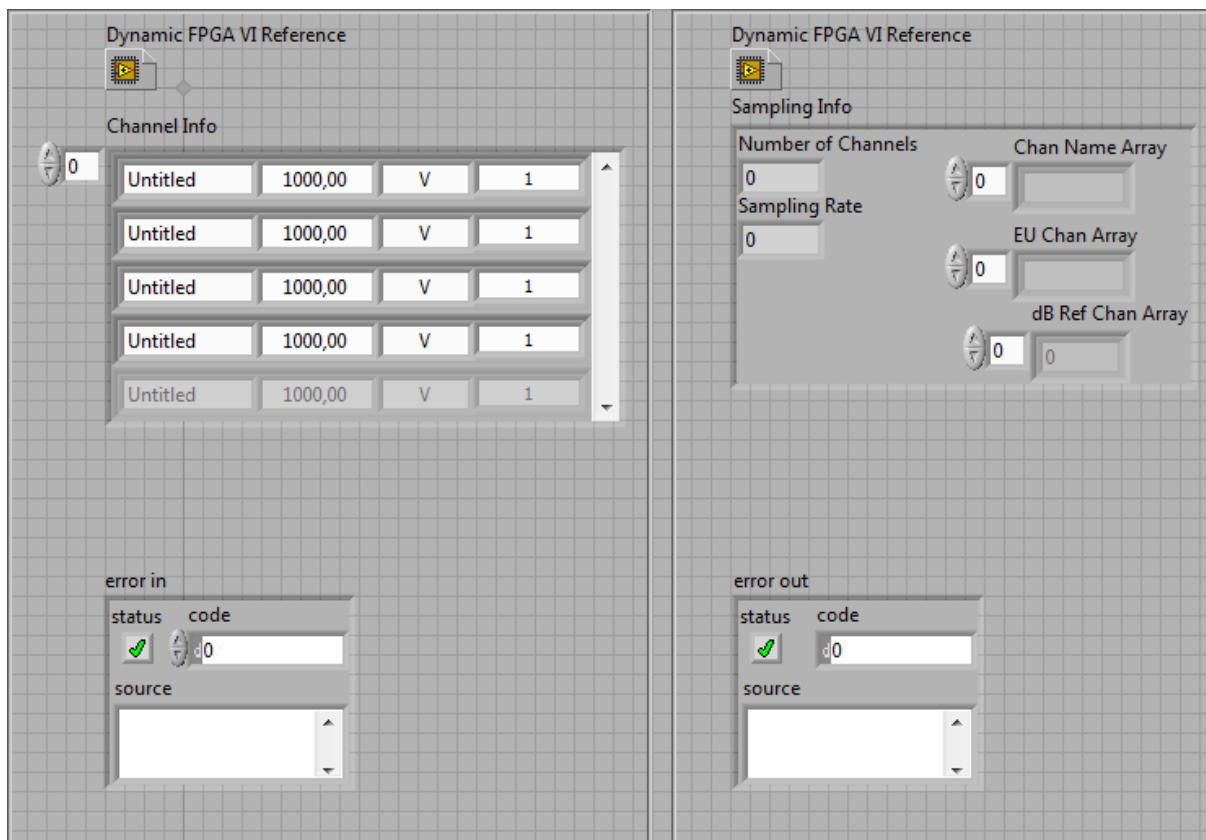 Dynamic FPGA VI Reference
Channel Info
0
Untitled 1000,00 V 1
Untitled 1000,00 V 1
Untitled 1000,00 V 1
Untitled 1000,00 V 1
Untitled 1000,00 V 1
error in
status code
d0
source
Dynamic FPGA VI Reference
Sampling Info
Number of Channels
0
Sampling Rate
0
Chan Name Array
0
EU Chan Array
0
dB Ref Chan Array
0 0
error out
status code
d0
source